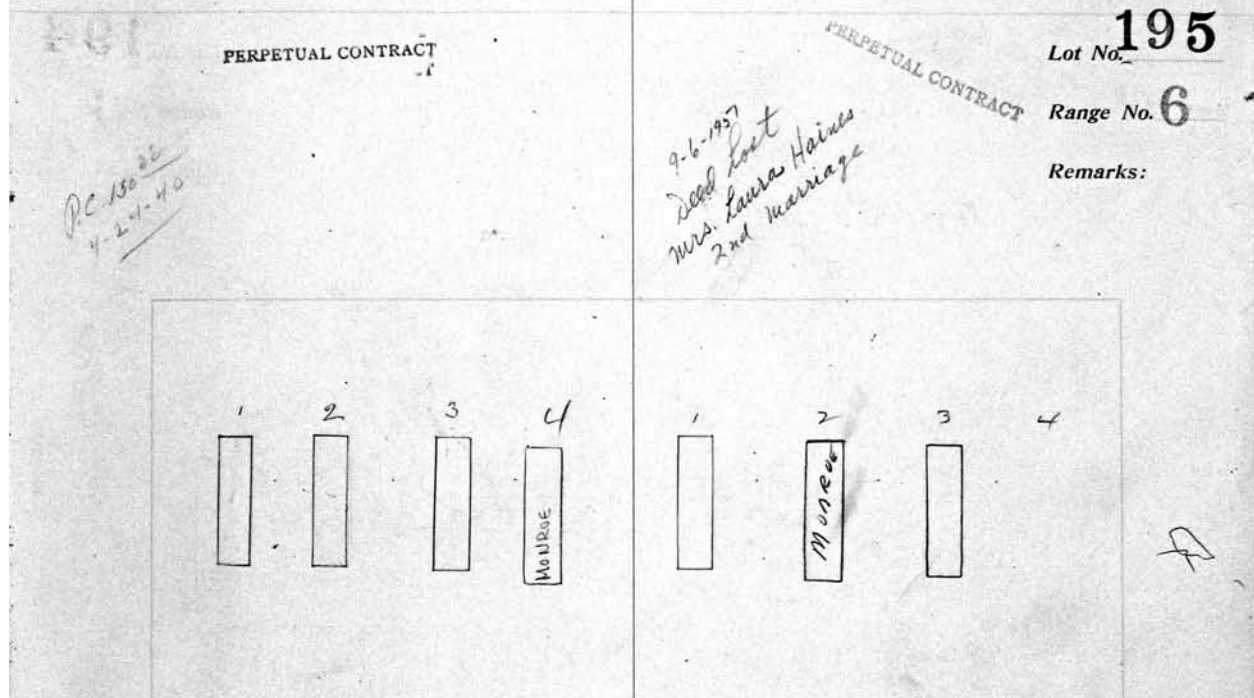 PERPETUAL CONTRACT
PERPETUAL CONTRACT
Lot No. 195
Range No. 6
Remarks:
P.C. 150
4-24-40
9-6-1957
Deed Lost
Mrs. Laura Haines
2nd Marriage
1 2 3 4
1 2 3 4
MONROE
MONROE